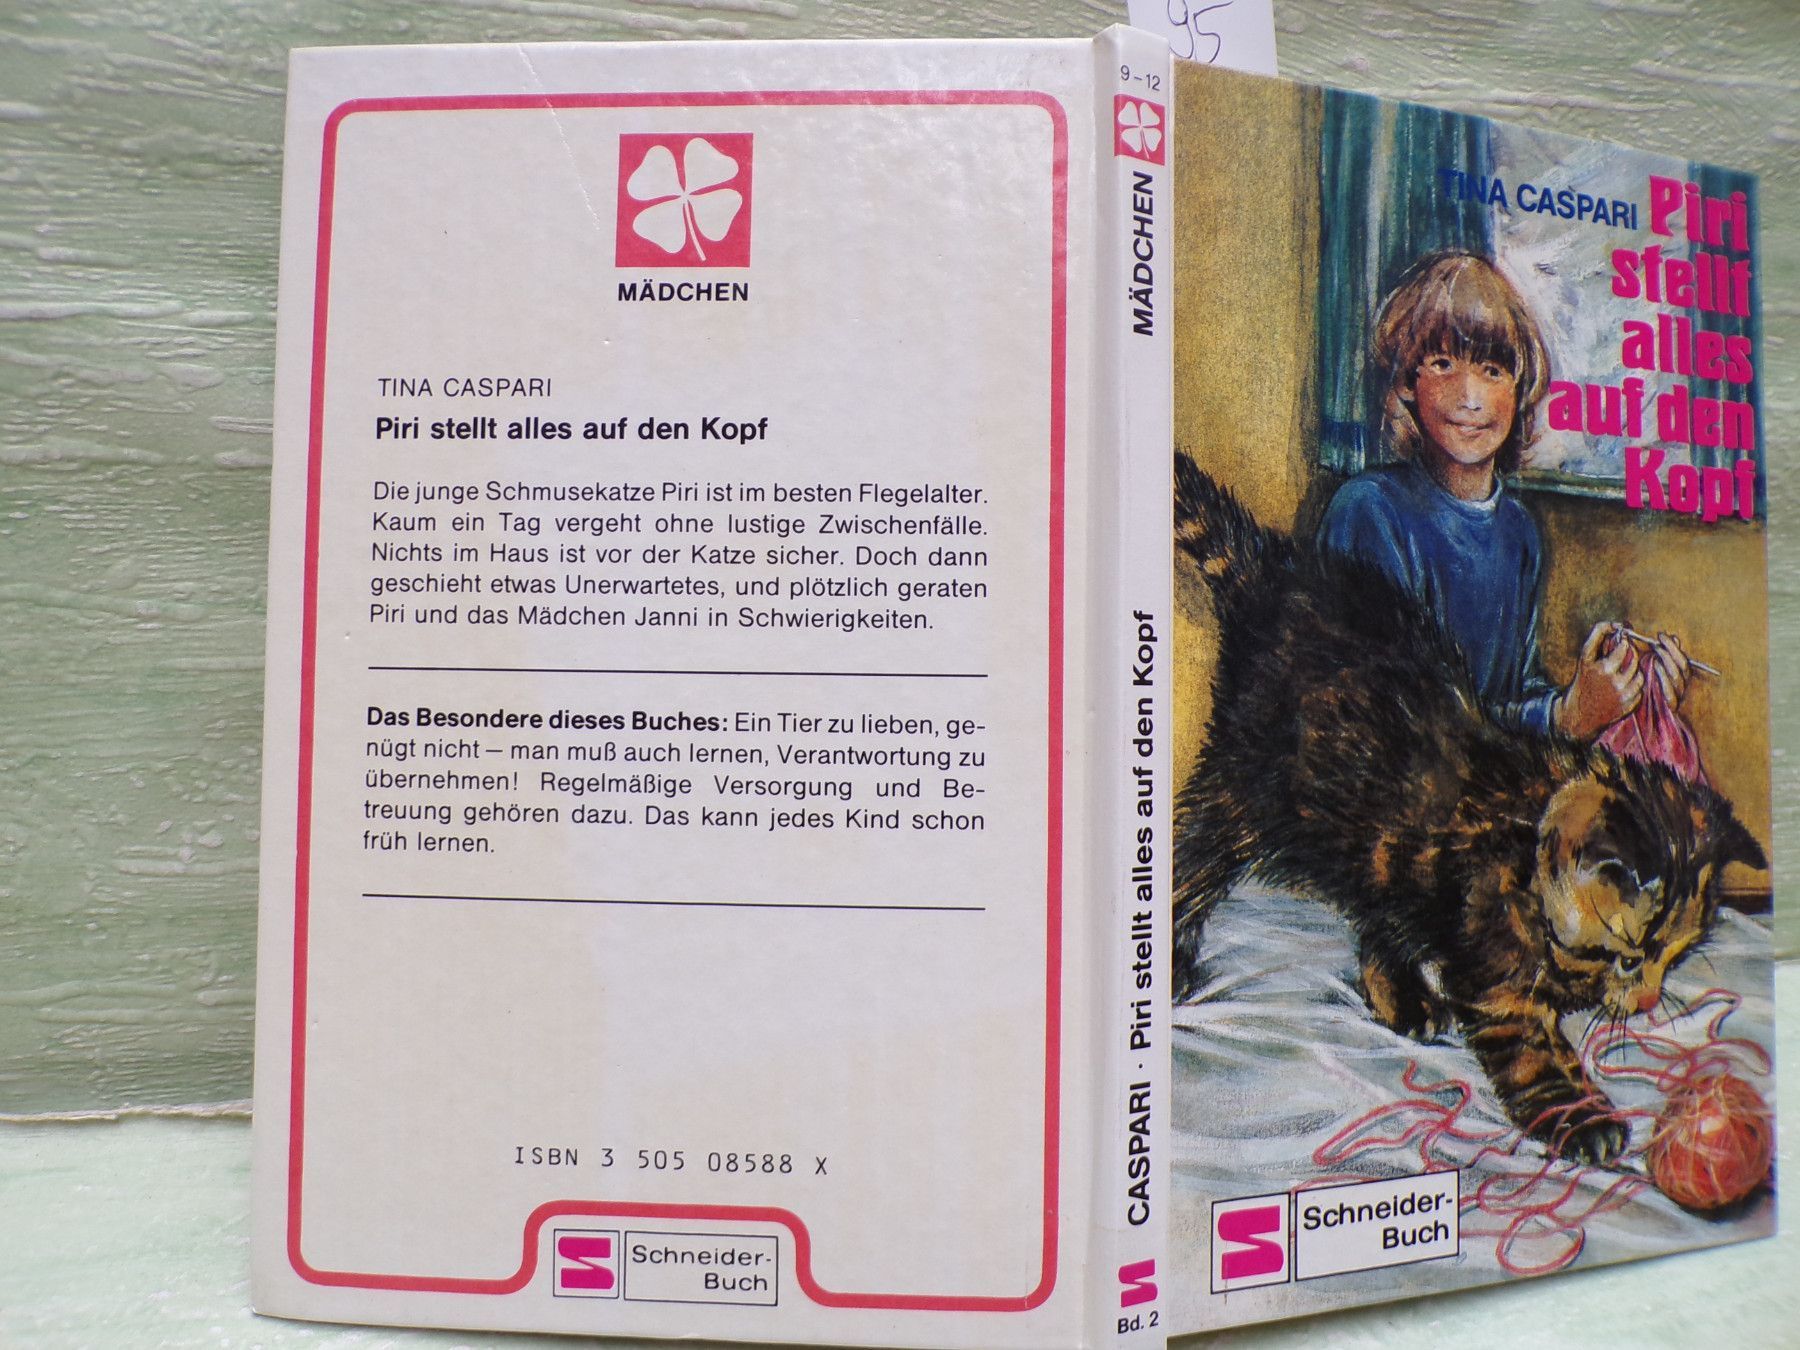 MÄDCHEN
TINA CASPARI
Piri stellt alles auf den Kopf
Die junge Schmusekatze Piri ist im besten Flegelalter.
Kaum ein Tag vergeht ohne lustige Zwischenfälle.
Nichts im Haus ist vor der Katze sicher. Doch dann
geschieht etwas Unerwartetes, und plötzlich geraten
Piri und das Mädchen Janni in Schwierigkeiten.
Das Besondere dieses Buches: Ein Tier zu lieben, ge-
nügt nicht — man muß auch lernen, Verantwortung zu
übernehmen! Regelmäßige Versorgung und Be-
treuung gehören dazu. Das kann jedes Kind schon
früh lernen.
ISBN 3 505 08588 X
Schneider-
Buch
9-12
MÄDCHEN
CASPARI · Piri stellt alles auf den Kopf
Bd. 2
95
TINA CASPARI
Piri
stellt
alles
auf den
Kopf
Schneider-
Buch